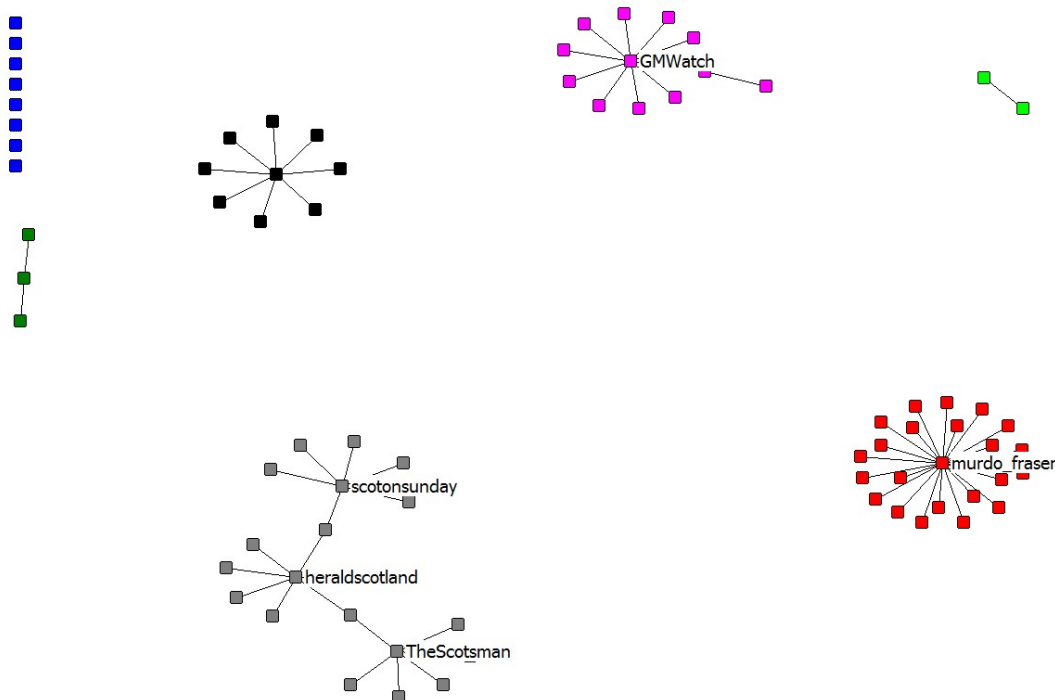 GMWatch
murdo_fraser
scotonsunday
heraldscotland
TheScotsman